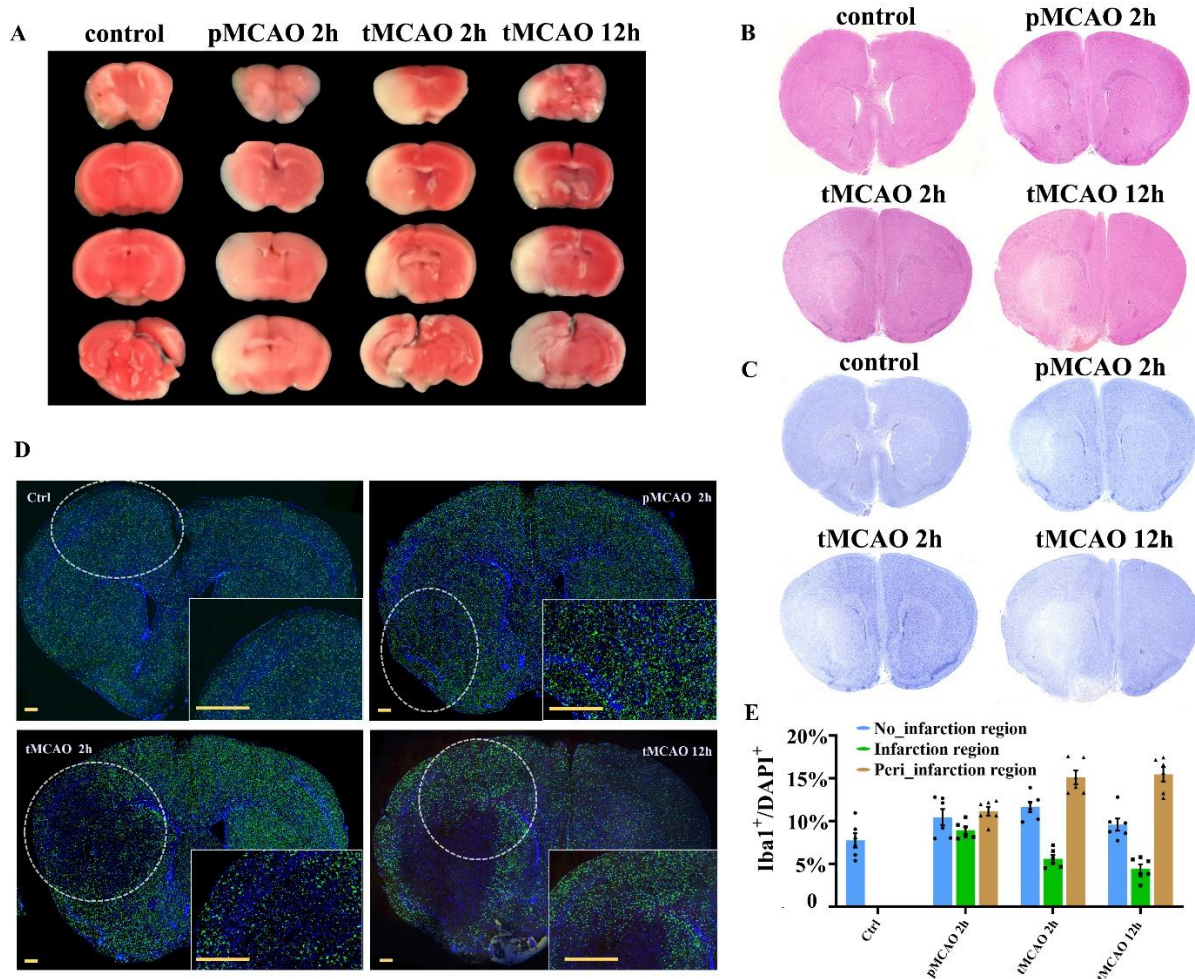 A
control pMCAO 2h tMCAO 2h tMCAO 12h
B
pMCAO 2h
tMCAO 2h tMCAO 12h
control pMCAO 2h
C
tMCAO 2h tMCAO 12h
D
Ctrl
pMCAO 2h
tMCAO 2h
tMCAO 12h
E
No_infarction region
Infarction region
Peri_infarction region
Iba1+/DAPI+
20%
15%
10%
5%
0
Ctrl
pMCAO 2h
tMCAO 2h
tMCAO 12h